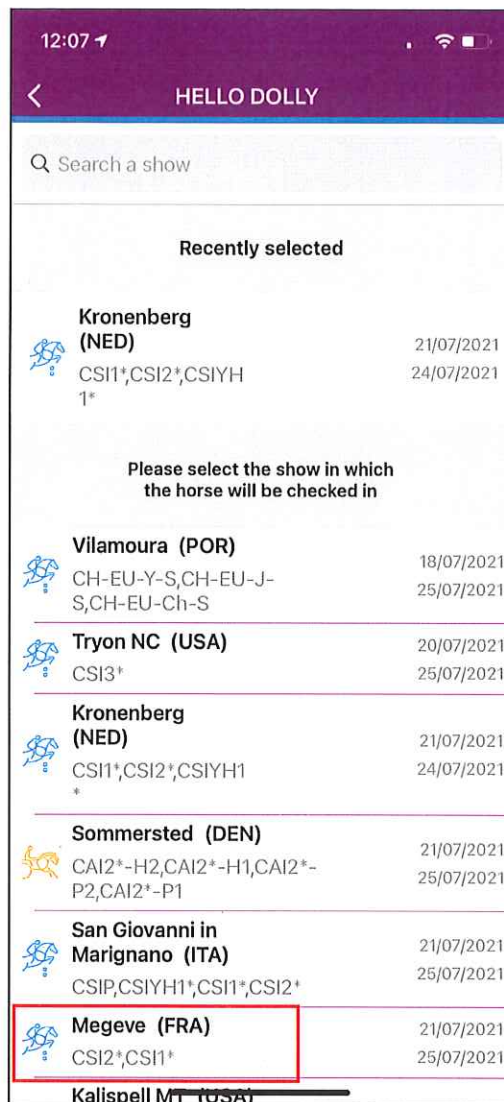 12:07
HELLO DOLLY
Search a show
Recently selected
Kronenberg
(NED)
21/07/2021
CSI1*,CSI2*,CSIYH
24/07/2021
1*
Please select the show in which
the horse will be checked in
Vilamoura (POR)
18/07/2021
CH-EU-Y-S,CH-EU-J-
25/07/2021
S,CH-EU-Ch-S
Tryon NC (USA)
20/07/2021
CSI3*
25/07/2021
Kronenberg
(NED)
21/07/2021
CSI1*,CSI2*,CSIYH1
24/07/2021
*
Sommersted (DEN)
21/07/2021
CAI2*-H2,CAI2*-H1,CAI2*-
25/07/2021
P2,CAI2*-P1
San Giovanni in
Marignano (ITA)
21/07/2021
CSIP,CSIYH1*,CSI1*,CSI2*
25/07/2021
Megeve (FRA)
21/07/2021
CSI2*,CSI1*
25/07/2021
Kalispell MT (USA)